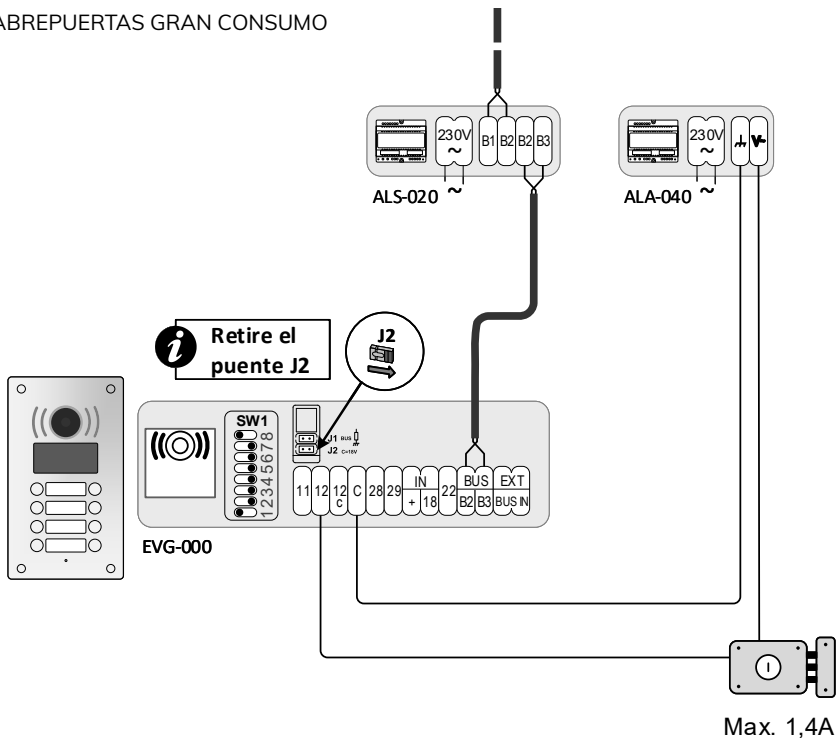 ABREPUERTAS GRAN CONSUMO
230V ~ B1 B2 B2 B3
ALS-020 ~
230V ~ V-
ALA-040 ~
Retire el
puente J2
J2
SW1
1 2 3 4 5 6 7 8
J1 BUS
J2 C=18V
11 12 12 C C 28 29 IN + 18 22 BUS B2 B3 EXT BUS IN
EVG-000
Max. 1,4A